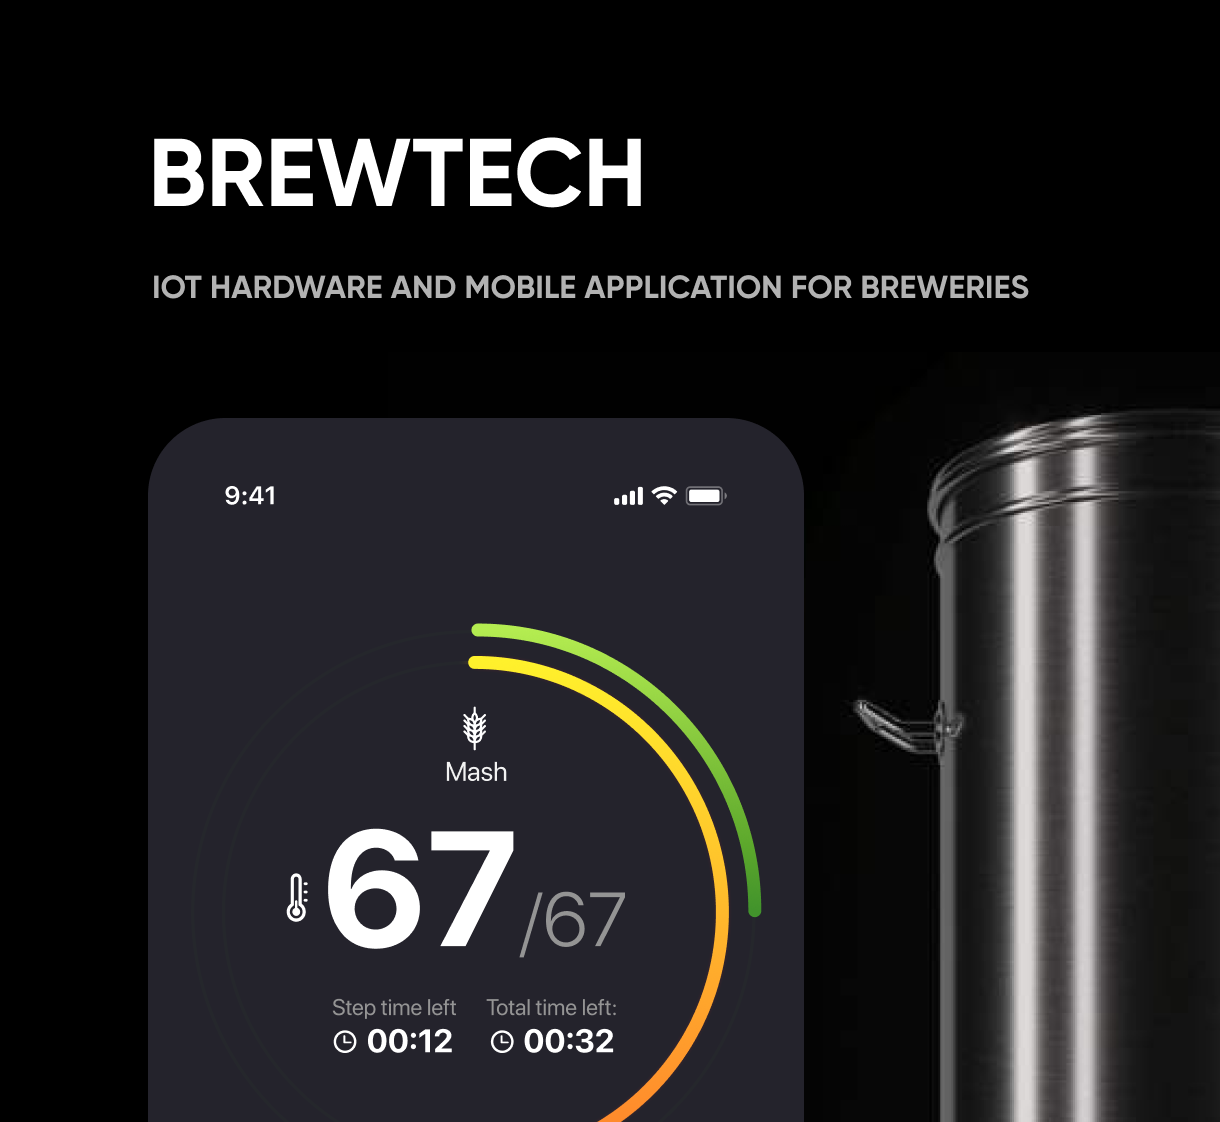 BREWTECH
IOT HARDWARE AND MOBILE APPLICATION FOR BREWERIES
9:41
Mash
67/67
Step time left Total time left:
00:12 00:32